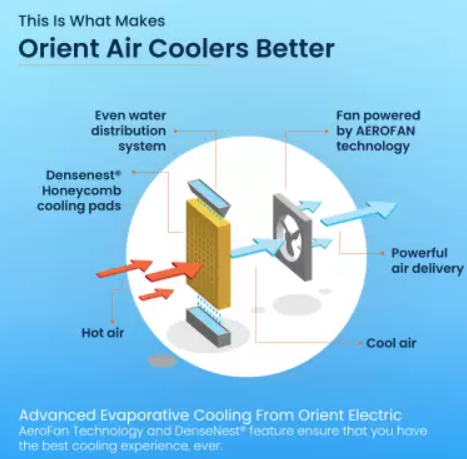 This Is What Makes
Orient Air Coolers Better
Even water
distribution
system
Fan powered
by AEROFAN
technology
Densenest®
Honeycomb
cooling pads
Powerful
air delivery
Hot air
Cool air
Advanced Evaporative Cooling From Orient Electric
AeroFan Technology and DenseNest® feature ensure that you have
the best cooling experience, ever.